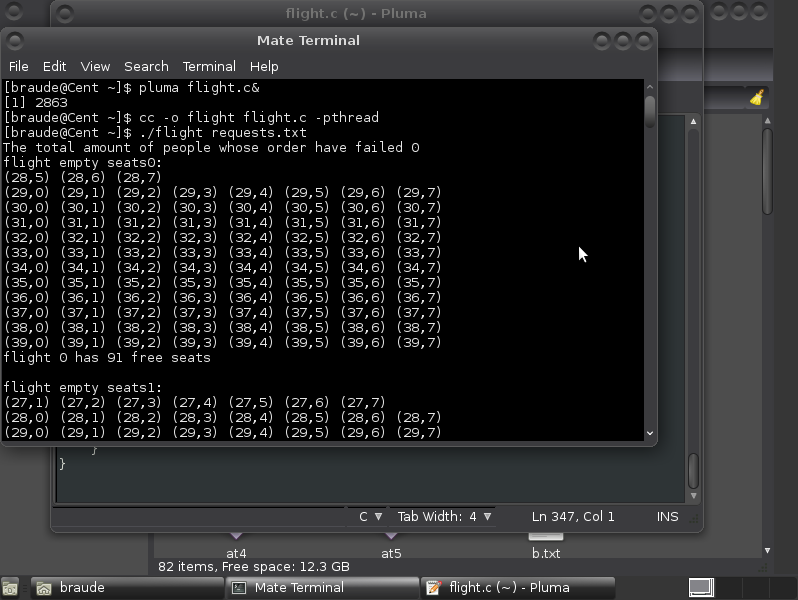 flight.c (~) - Pluma
Mate Terminal
File Edit View Search Terminal Help
[braude@Cent ~]$ pluma flight.c&
[1] 2863
[braude@Cent ~]$ cc -o flight flight.c -pthread
[braude@Cent ~]$ ./flight requests.txt
The total amount of people whose order have failed 0
flight empty seats0:
(28,5) (28,6) (28,7)
(29,0) (29,1) (29,2) (29,3) (29,4) (29,5) (29,6) (29,7)
(30,0) (30,1) (30,2) (30,3) (30,4) (30,5) (30,6) (30,7)
(31,0) (31,1) (31,2) (31,3) (31,4) (31,5) (31,6) (31,7)
(32,0) (32,1) (32,2) (32,3) (32,4) (32,5) (32,6) (32,7)
(33,0) (33,1) (33,2) (33,3) (33,4) (33,5) (33,6) (33,7)
(34,0) (34,1) (34,2) (34,3) (34,4) (34,5) (34,6) (34,7)
(35,0) (35,1) (35,2) (35,3) (35,4) (35,5) (35,6) (35,7)
(36,0) (36,1) (36,2) (36,3) (36,4) (36,5) (36,6) (36,7)
(37,0) (37,1) (37,2) (37,3) (37,4) (37,5) (37,6) (37,7)
(38,0) (38,1) (38,2) (38,3) (38,4) (38,5) (38,6) (38,7)
(39,0) (39,1) (39,2) (39,3) (39,4) (39,5) (39,6) (39,7)
flight 0 has 91 free seats
flight empty seats1:
(27,1) (27,2) (27,3) (27,4) (27,5) (27,6) (27,7)
(28,0) (28,1) (28,2) (28,3) (28,4) (28,5) (28,6) (28,7)
(29,0) (29,1) (29,2) (29,3) (29,4) (29,5) (29,6) (29,7)
}
}
C Tab Width: 4 Ln 347, Col 1 INS
at4 at5 b.txt
82 items, Free space: 12.3 GB
braude Mate Terminal flight.c (~) - Pluma